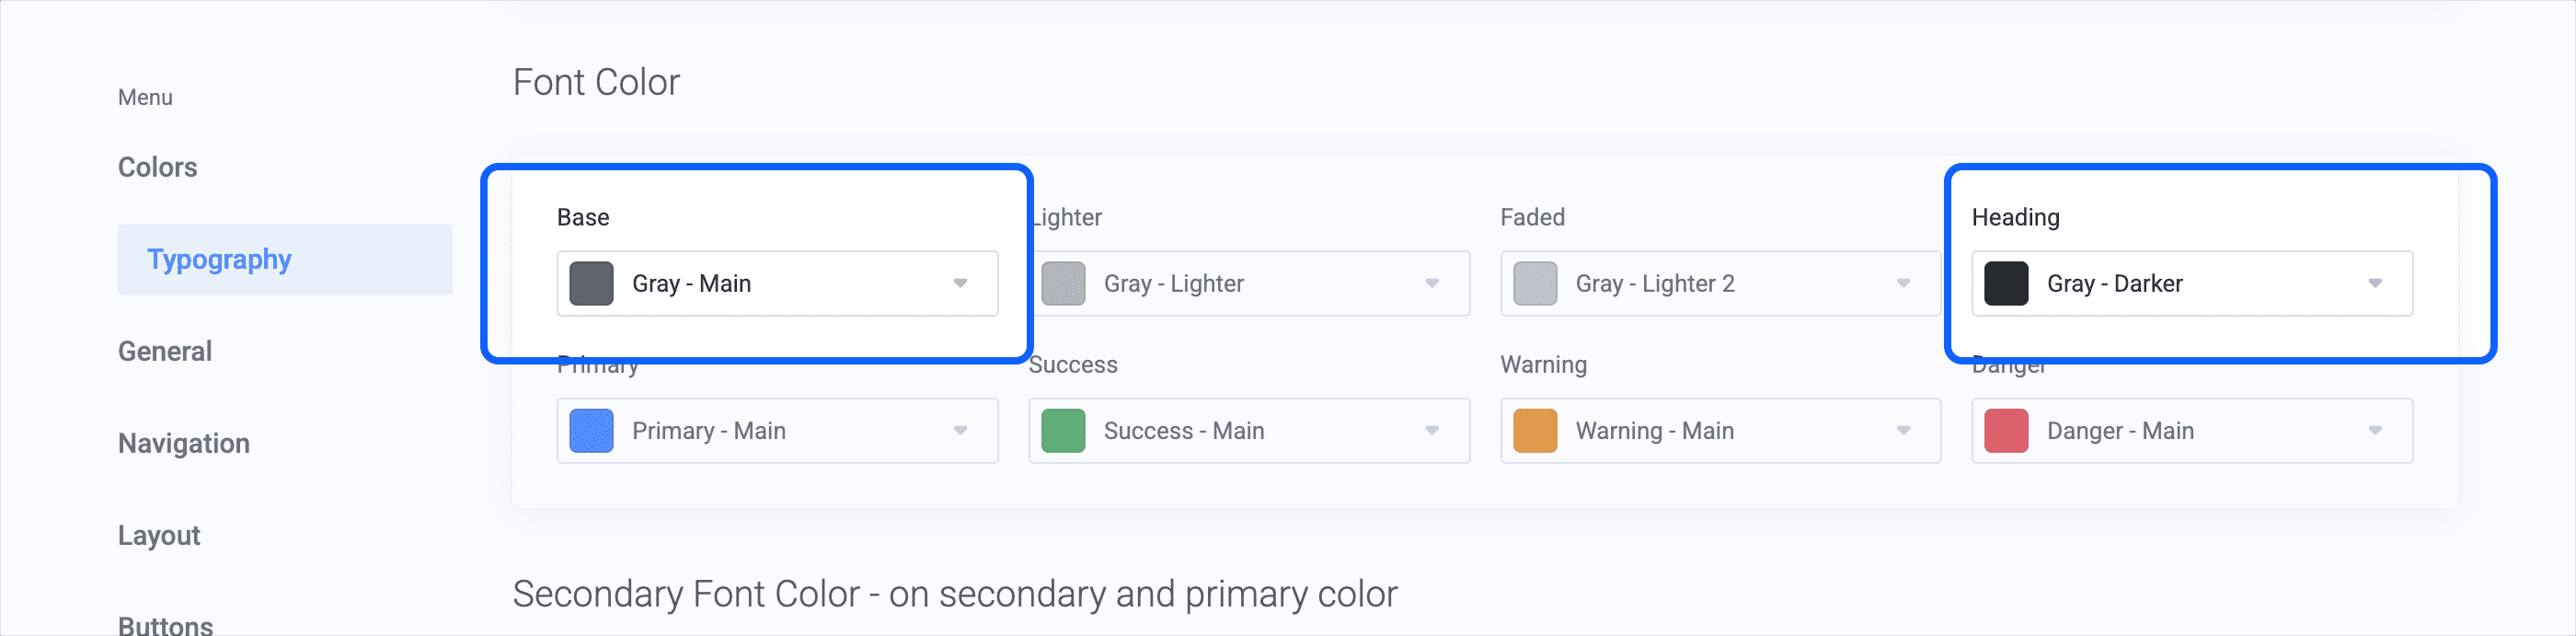 Menu
Colors
Typography
General
Navigation
Layout
Buttons
Font Color
Base
Lighter
Faded
Heading
Gray - Main
Gray - Lighter
Gray - Lighter 2
Gray - Darker
Primary
Success
Warning
Danger
Primary - Main
Success - Main
Warning - Main
Danger - Main
Secondary Font Color - on secondary and primary color